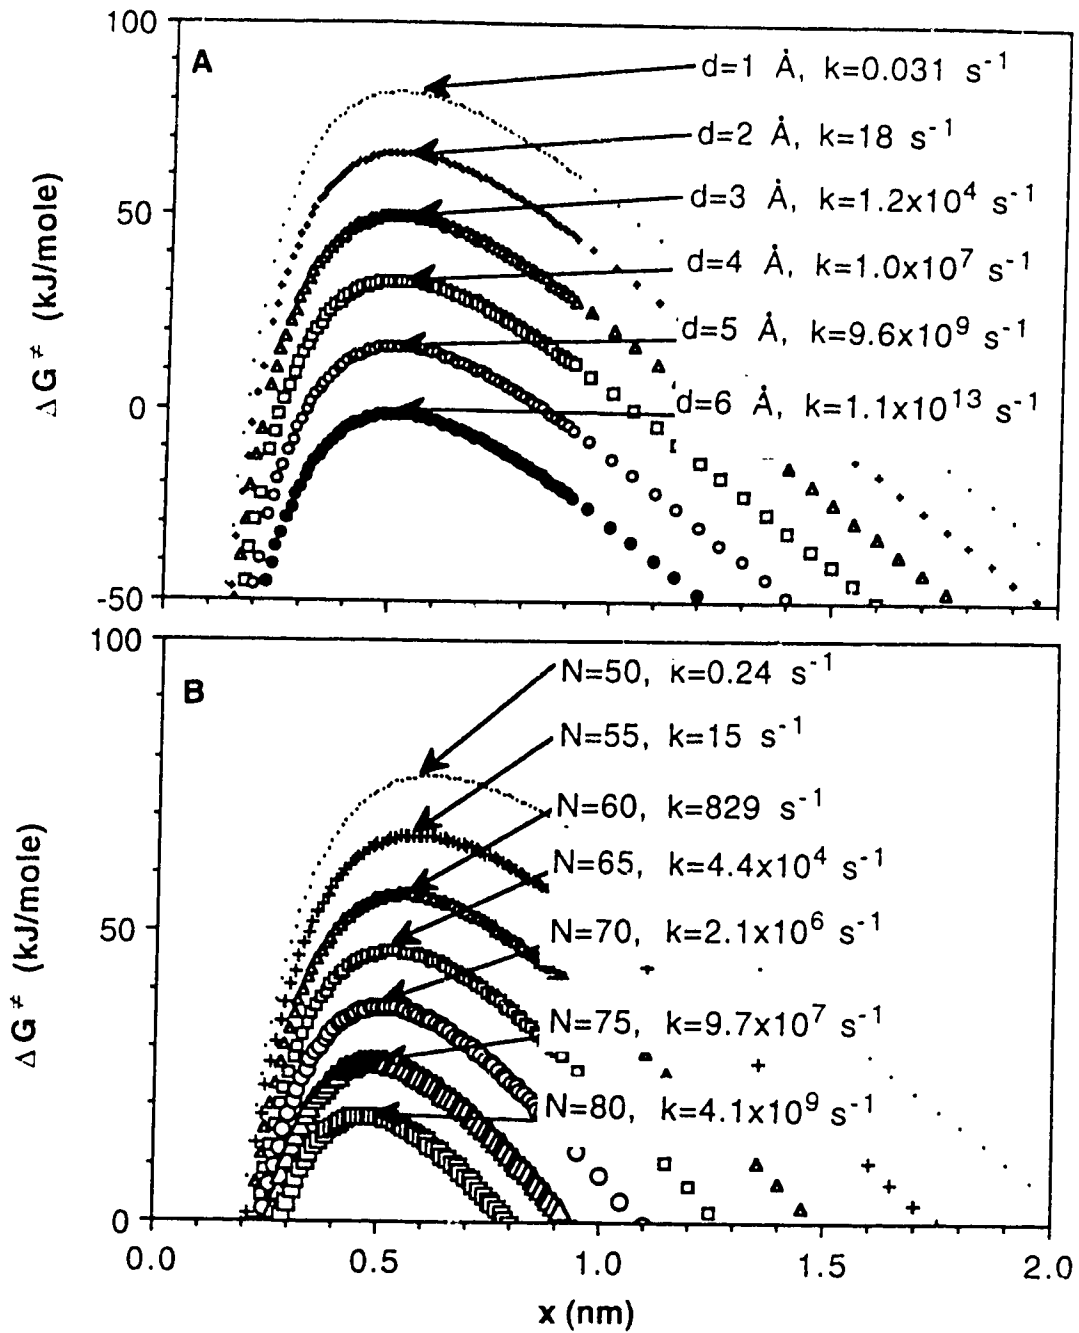 100
A
d=1 Å, k=0.031 s⁻¹
d=2 Å, k=18 s⁻¹
50
d=3 Å, k=1.2x10⁴ s⁻¹
d=4 Å, k=1.0x10⁷ s⁻¹
d=5 Å, k=9.6x10⁹ s⁻¹
0
d=6 Å, k=1.1x10¹³ s⁻¹
-50
ΔG≠ (kJ/mole)
100
B
N=50, k=0.24 s⁻¹
N=55, k=15 s⁻¹
N=60, k=829 s⁻¹
N=65, k=4.4x10⁴ s⁻¹
50
N=70, k=2.1x10⁶ s⁻¹
N=75, k=9.7x10⁷ s⁻¹
N=80, k=4.1x10⁹ s⁻¹
0
ΔG≠ (kJ/mole)
0.0 0.5 1.0 1.5 2.0
x (nm)